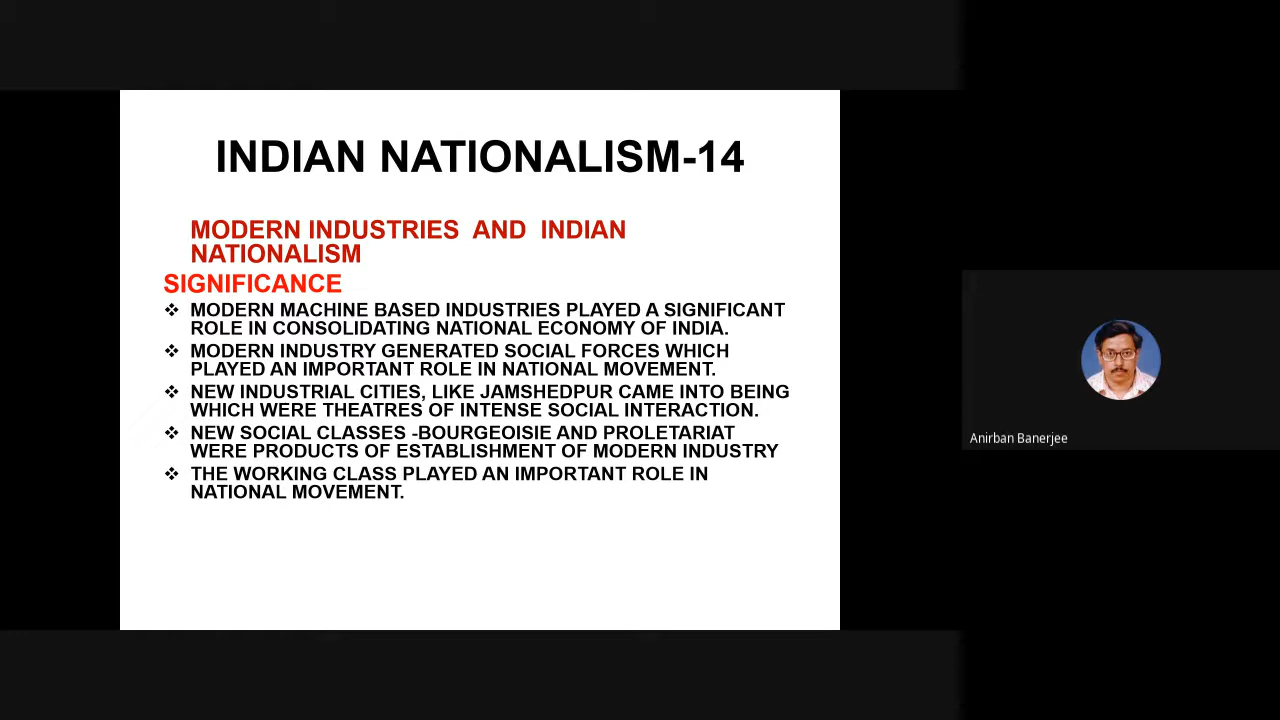 INDIAN NATIONALISM-14
MODERN INDUSTRIES AND INDIAN
NATIONALISM
SIGNIFICANCE
❖ MODERN MACHINE BASED INDUSTRIES PLAYED A SIGNIFICANT
ROLE IN CONSOLIDATING NATIONAL ECONOMY OF INDIA.
❖ MODERN INDUSTRY GENERATED SOCIAL FORCES WHICH
PLAYED AN IMPORTANT ROLE IN NATIONAL MOVEMENT.
❖ NEW INDUSTRIAL CITIES, LIKE JAMSHEDPUR CAME INTO BEING
WHICH WERE THEATRES OF INTENSE SOCIAL INTERACTION.
❖ NEW SOCIAL CLASSES -BOURGEOISIE AND PROLETARIAT
WERE PRODUCTS OF ESTABLISHMENT OF MODERN INDUSTRY
❖ THE WORKING CLASS PLAYED AN IMPORTANT ROLE IN
NATIONAL MOVEMENT.
Anirban Banerjee